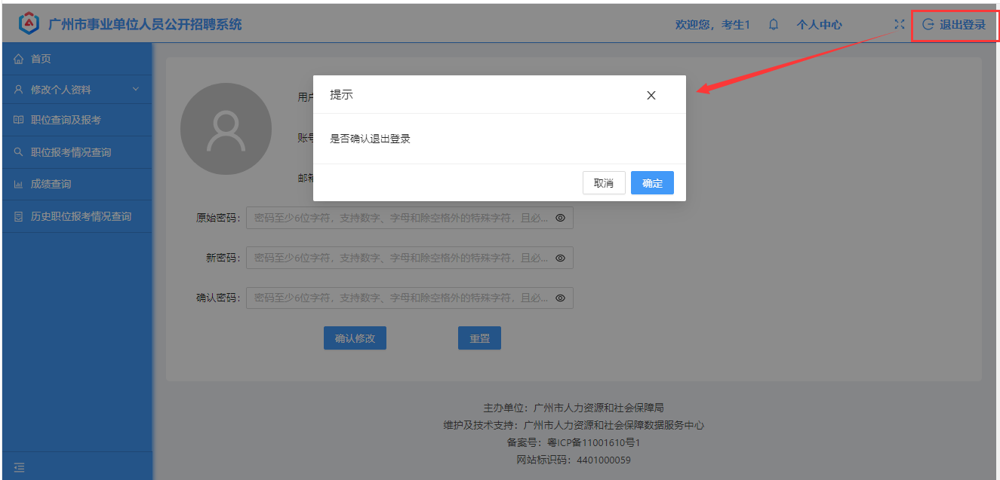 广州市事业单位人员公开招聘系统
欢迎您，考生1
个人中心
退出登录
首页
修改个人资料
职位查询及报考
职位报考情况查询
成绩查询
历史职位报考情况查询
用户
账号
邮箱
提示
是否确认退出登录
取消
确定
原始密码：
密码至少6位字符，支持数字、字母和除空格外的特殊字符，且必...
新密码：
密码至少6位字符，支持数字、字母和除空格外的特殊字符，且必...
确认密码：
密码至少6位字符，支持数字、字母和除空格外的特殊字符，且必...
确认修改
重置
主办单位：广州市人力资源和社会保障局
维护及技术支持：广州市人力资源和社会保障数据服务中心
备案号：粤ICP备11001610号1
网站标识码：4401000059